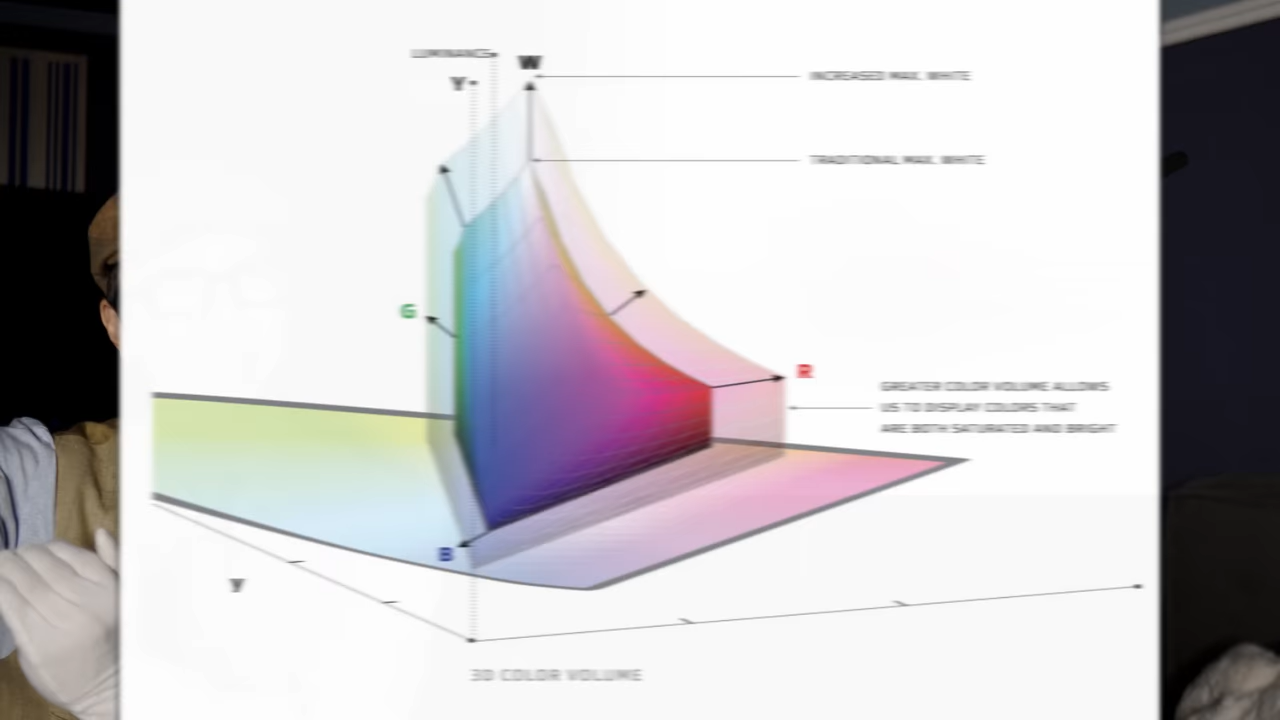 LUMINANCE
W
Y
INCREASED MAX. WHITE
TRADITIONAL MAX. WHITE
G
R
GREATER COLOR VOLUME ALLOWS
US TO DISPLAY COLORS THAT
ARE BOTH SATURATED AND BRIGHT
B
Y
3D COLOR VOLUME